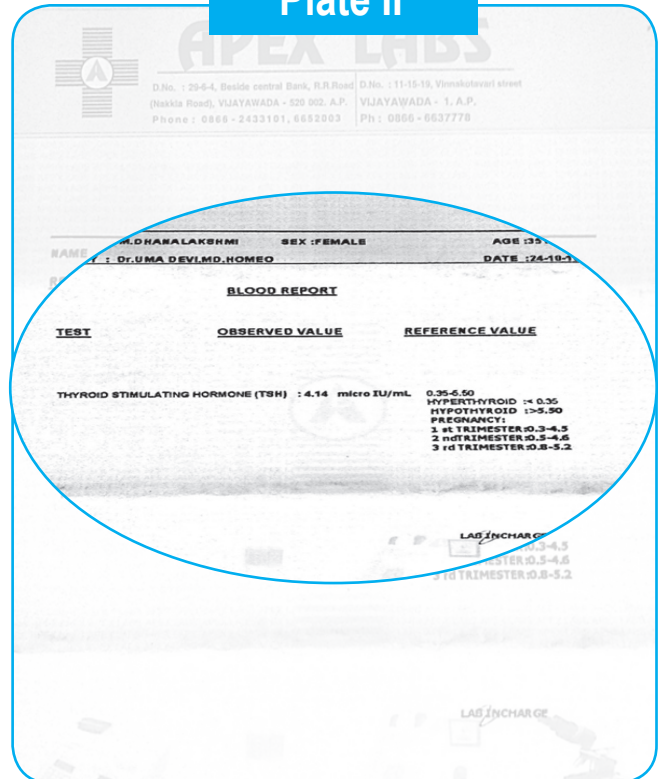 Plate II
APEX LABS
D.No. : 29-6-4, Beside central Bank, R.R.Road
(Nakkla Road), VIJAYAWADA - 520 002. A.P.
Phone : 0866 - 2433101, 6652003
D.No. : 11-15-19, Vinnakotavari street
VIJAYAWADA - 1. A.P.
Ph : 0866 - 6637778
NAME M.DHANALAKSHMI SEX :FEMALE AGE :35
: Dr.UMA DEVI.MD.HOMEO DATE :24-10-1
BLOOD REPORT
TEST OBSERVED VALUE REFERENCE VALUE
THYROID STIMULATING HORMONE (TSH) : 4.14 micro IU/mL 0.35-5.50
HYPERTHYROID :< 0.35
HYPOTHYROID :>5.50
PREGNANCY:
1 st TRIMESTER:0.3-4.5
2 ndTRIMESTER:0.5-4.6
3 rd TRIMESTER:0.8-5.2
LAB INCHARGE
0.3-4.5
ESTER:0.5-4.6
3 rd TRIMESTER:0.8-5.2
LAB INCHARGE